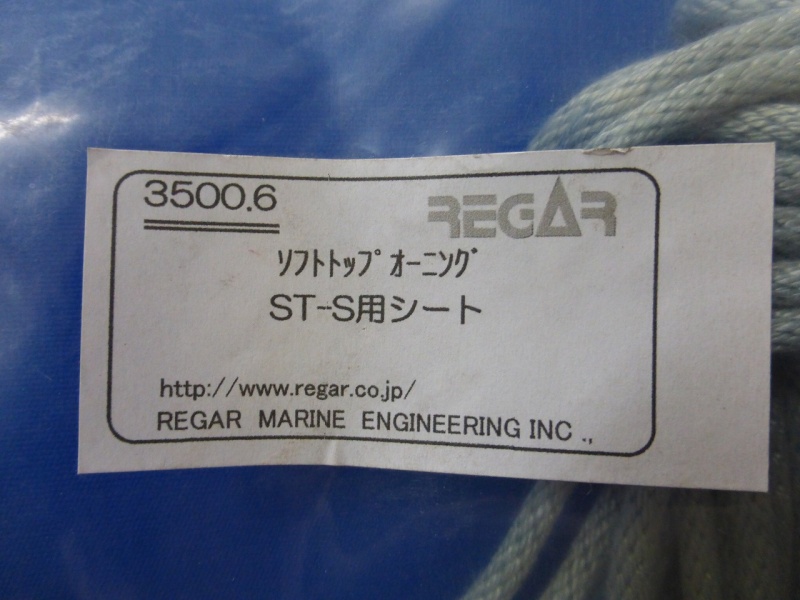 3500.6
REGAR
ｿﾌﾄﾄｯﾌﾟｵｰﾆﾝｸﾞ
ST-S用シート
http://www.regar.co.jp/
REGAR MARINE ENGINEERING INC .,